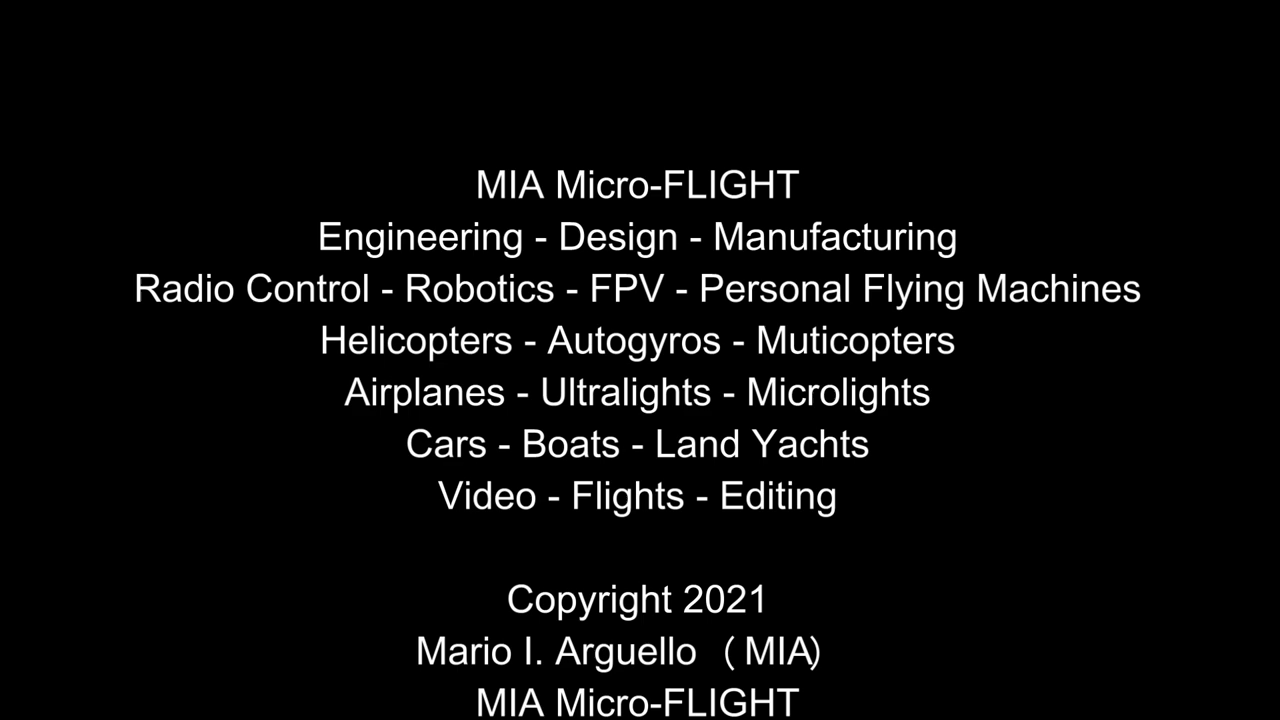 MIA Micro-FLIGHT
Engineering - Design - Manufacturing
Radio Control - Robotics - FPV - Personal Flying Machines
Helicopters - Autogyros - Muticopters
Airplanes - Ultralights - Microlights
Cars - Boats - Land Yachts
Video - Flights - Editing
Copyright 2021
Mario I. Arguello ( MIA)
MIA Micro-FLIGHT